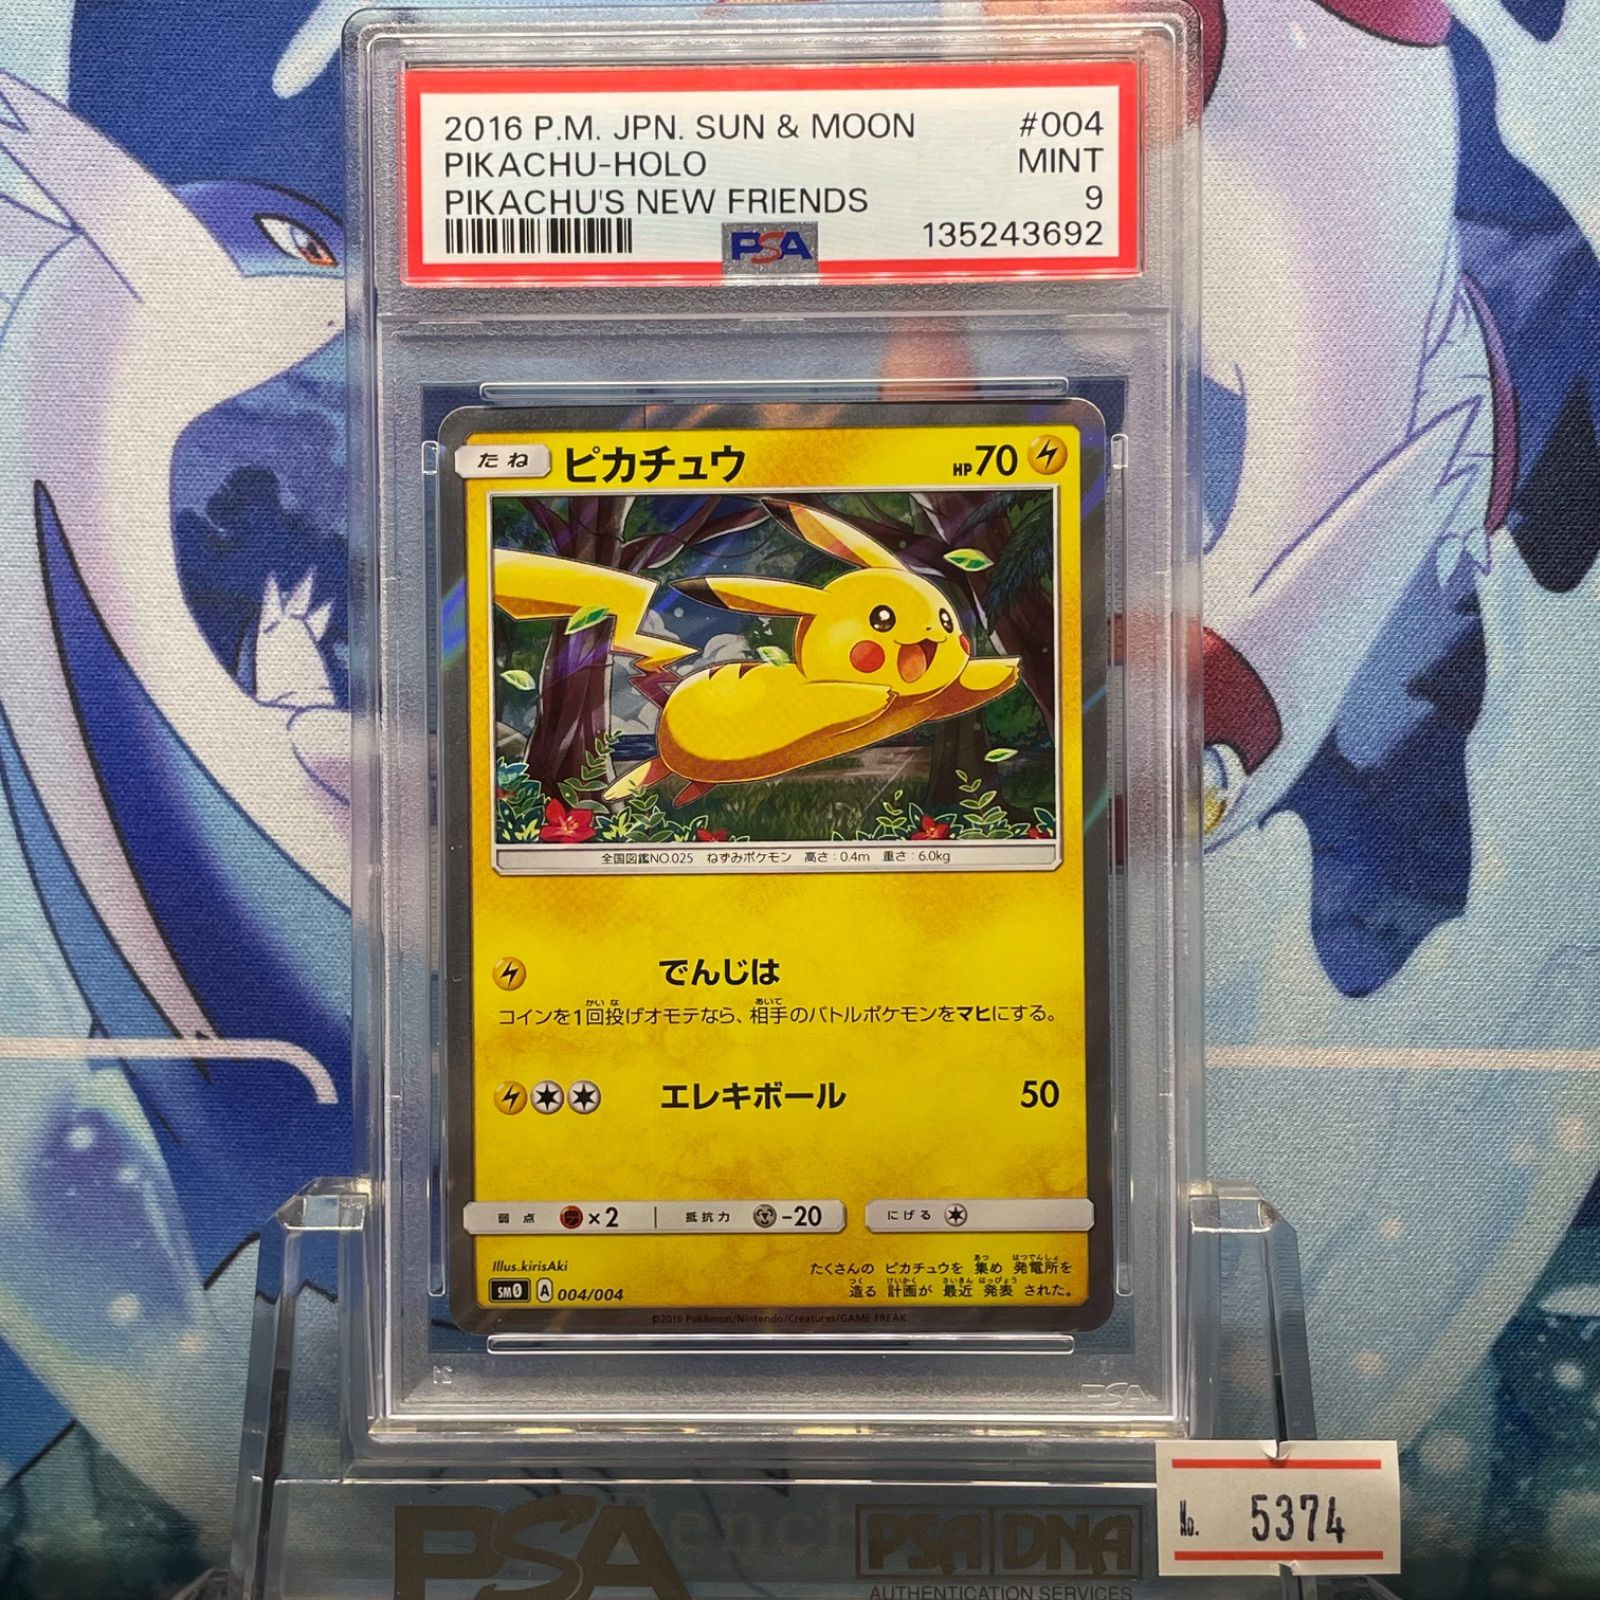 2016 P.M. JPN. SUN & MOON #004
PIKACHU-HOLO MINT
PIKACHU'S NEW FRIENDS 9
PSA 135243692
たね ピカチュウ HP70
全国図鑑NO.025 ねずみポケモン 高さ:0.4m 重さ:6.0kg
でんじは
コインを1回投げオモテなら、相手のバトルポケモンをマヒにする。
エレキボール 50
弱点 ×2 抵抗力 -20 にげる
Illus.kirisAki
たくさんの ピカチュウを 集め 発電所を
造る 計画が 最近 発表 された。
SM0 A 004/004
©2016 Pokémon/Nintendo/Creatures/GAME FREAK
PSA
No. 5374
PSA PSA DNA
AUTHENTICATION SERVICES